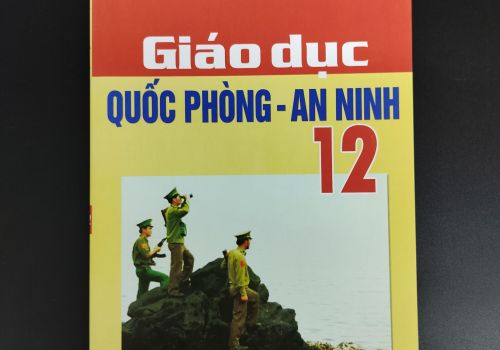 Giáo dục
QUỐC PHÒNG - AN NINH
12